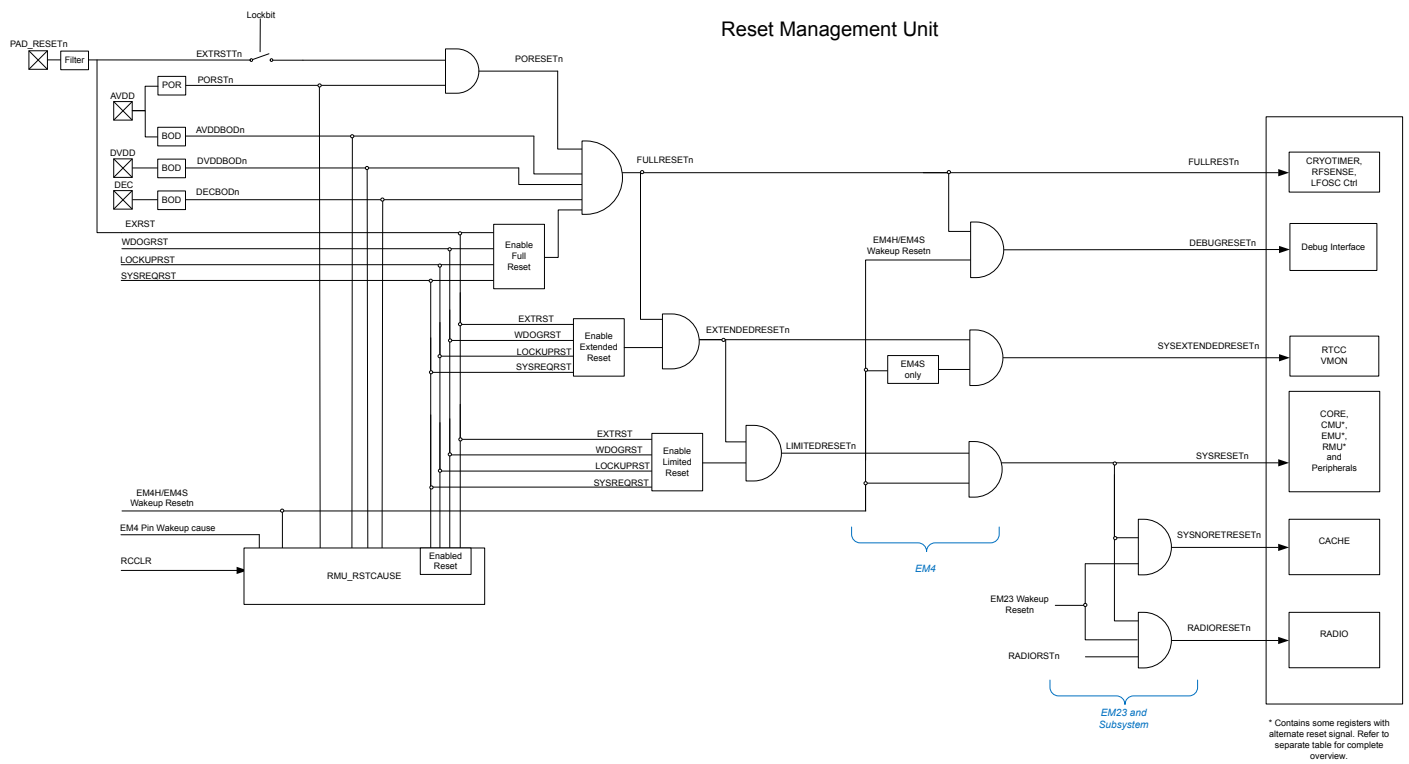 Reset Management Unit
Lockbit
PAD_RESETn
Filter
EXTRSTTn
PORESETn
POR
PORSTn
AVDD
BOD
AVDDBODn
DVDD
BOD
DVDDBODn
DEC
BOD
DECBODn
FULLRESETn
FULLRESTn
CRYOTIMER,
RFSENSE,
LFOSC Ctrl
EXRST
WDOGRST
LOCKUPRST
SYSREQRST
Enable
Full
Reset
EM4H/EM4S
Wakeup Resetn
DEBUGRESETn
Debug Interface
EXTRST
WDOGRST
LOCKUPRST
SYSREQRST
Enable
Extended
Reset
EXTENDEDRESETn
EM4S
only
SYSEXTENDEDRESETn
RTCC
VMON
EXTRST
WDOGRST
LOCKUPRST
SYSREQRST
Enable
Limited
Reset
LIMITEDRESETn
SYSRESETn
CORE,
CMU*,
EMU*,
RMU*
and
Peripherals
EM4H/EM4S
Wakeup Resetn
EM4 Pin Wakeup cause
RCCLR
RMU_RSTCAUSE
Enabled
Reset
EM4
SYSNORETRESETn
CACHE
EM23 Wakeup
Resetn
RADIORSTn
RADIORESETn
RADIO
EM23 and
Subsystem
* Contains some registers with
alternate reset signal. Refer to
separate table for complete
overview.